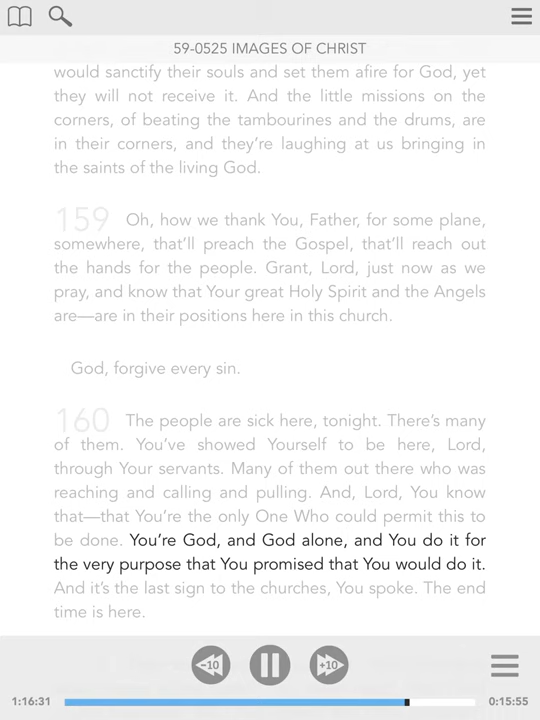 59-0525 IMAGES OF CHRIST
would sanctify their souls and set them afire for God, yet
they will not receive it. And the little missions on the
corners, of beating the tambourines and the drums, are
in their corners, and they’re laughing at us bringing in
the saints of the living God.
159 Oh, how we thank You, Father, for some plane,
somewhere, that’ll preach the Gospel, that’ll reach out
the hands for the people. Grant, Lord, just now as we
pray, and know that Your great Holy Spirit and the Angels
are—are in their positions here in this church.
God, forgive every sin.
160 The people are sick here, tonight. There’s many
of them. You’ve showed Yourself to be here, Lord,
through Your servants. Many of them out there who was
reaching and calling and pulling. And, Lord, You know
that—that You’re the only One Who could permit this to
be done. You’re God, and God alone, and You do it for
the very purpose that You promised that You would do it.
And it’s the last sign to the churches, You spoke. The end
time is here.
-10 +10
1:16:31 0:15:55